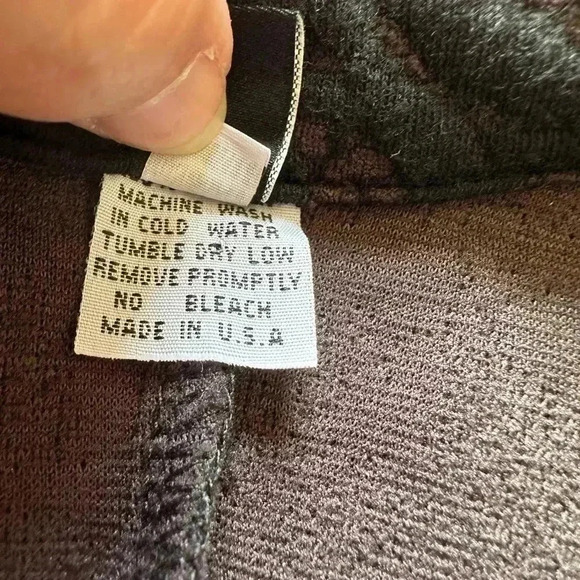 MACHINE WASH
IN COLD WATER
TUMBLE DRY LOW
REMOVE PROMPTLY
NO BLEACH
MADE IN U.S.A